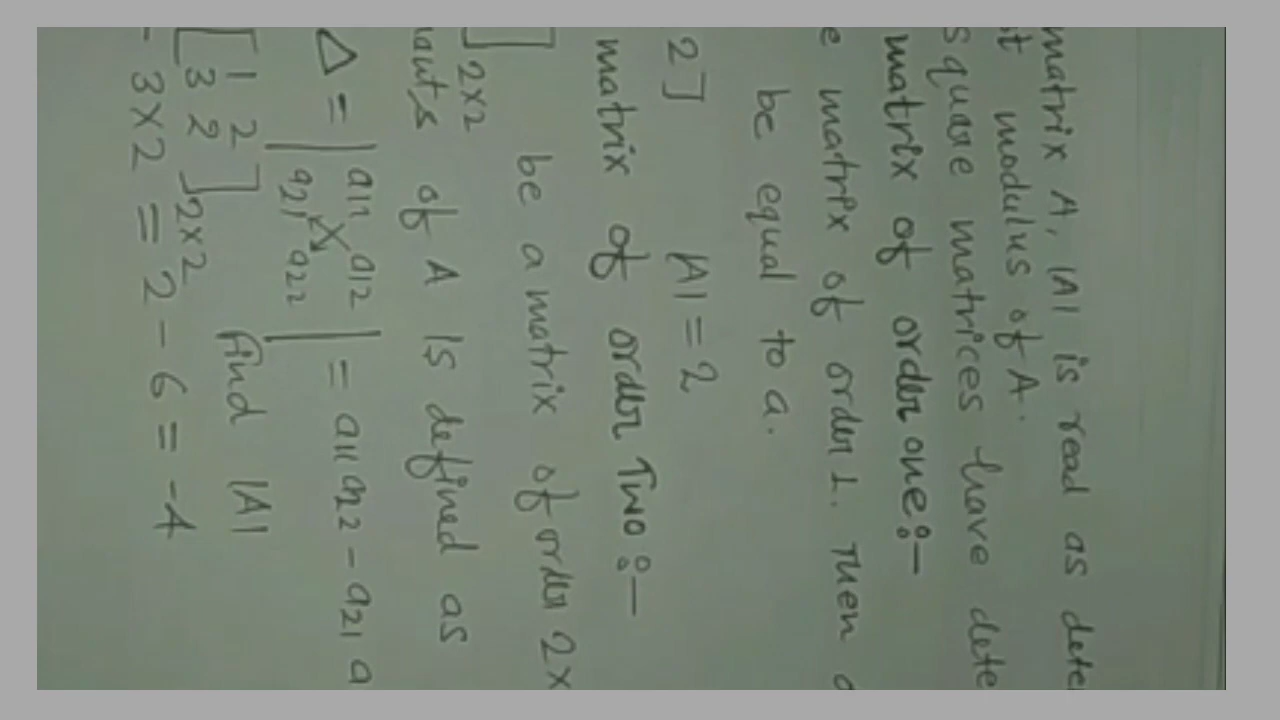 matrix A, |A| is read as
modulus of A.
square matrices have
matrix of order one:-
matrix of order 1. Then
be equal to a.
2] |A| = 2
matrix of order Two:-
] 2×2 be a matrix of order 2×
of A is defined as
Δ = | a11 a12 | = a11 a22 - a21 a
a21 a22
[ 1 2
3 2 ] 2×2 find |A|
- 3×2 = 2 - 6 = -4